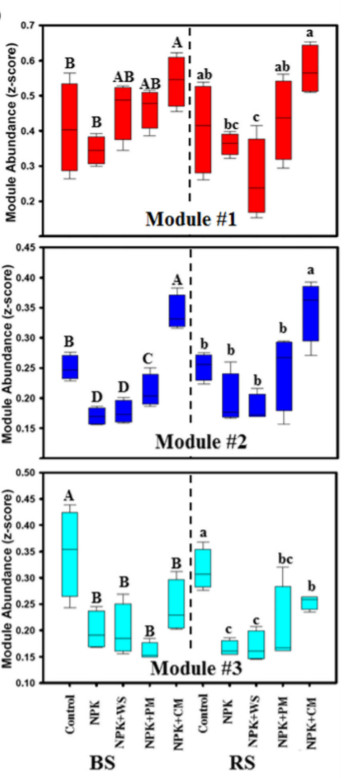 )
0.7
0.6
0.5
0.4
0.3
0.2
Module Abundance (z-score)
B B AB AB A ab bc c ab a
Module #1
0.45
0.40
0.35
0.30
0.25
0.20
0.15
Module Abundance (z-score)
B D D C A b b b b a
Module #2
0.50
0.45
0.40
0.35
0.30
0.25
0.20
0.15
0.10
Module Abundance (z-score)
A B B B B a c c bc b
Module #3
Control NPK NPK+WS NPK+PM NPK+CM Control NPK NPK+WS NPK+PM NPK+CM
BS RS